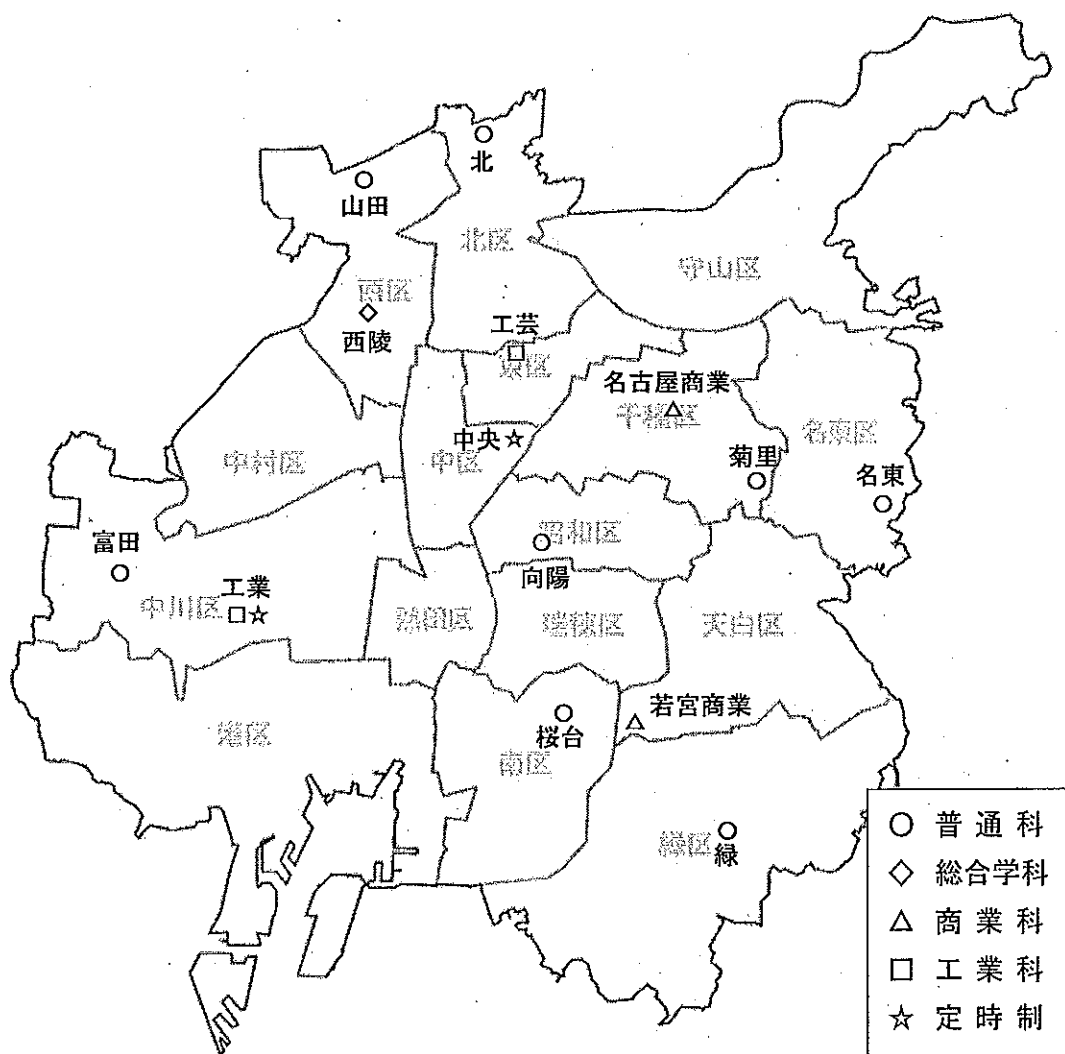 北
山田
北区
守山区
西区
西陵
工芸
東区
名古屋商業
千種区
名東区
中村区
中央
中区
菊里
名東
富田
昭和区
向陽
工業
中川区
熱田区
瑞穂区
天白区
若宮商業
港区
桜台
南区
緑区
緑
普通科
総合学科
商業科
工業科
定時制